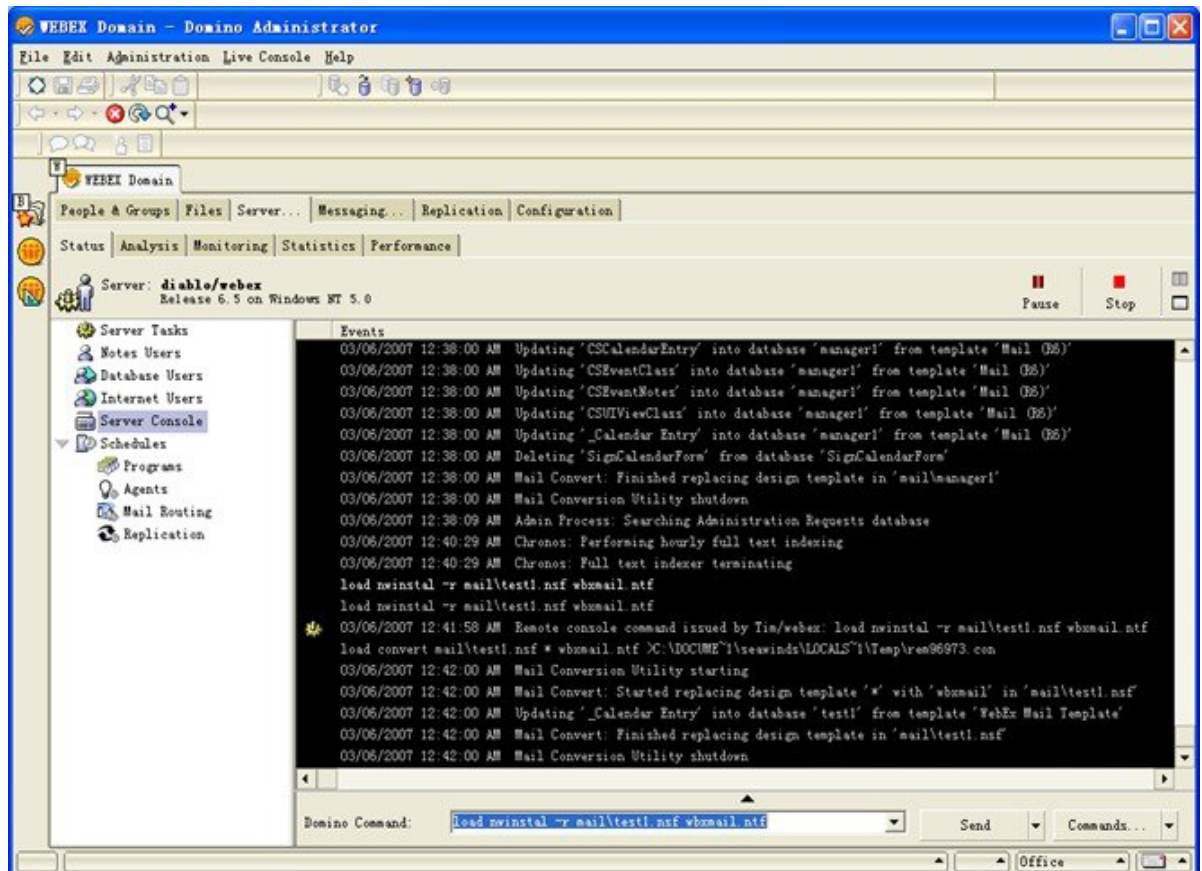 WEBEX Domain - Domino Administrator
File Edit Administration Live Console Help
W
WEBEX Domain
B
People & Groups Files Server... Messaging... Replication Configuration
Status Analysis Monitoring Statistics Performance
Server: diablo/webex
Release 6.5 on Windows NT 5.0
Pause Stop
Server Tasks
Notes Users
Database Users
Internet Users
Server Console
Schedules
Programs
Agents
Mail Routing
Replication
Events
03/06/2007 12:38:00 AM Updating 'CSCalendarEntry' into database 'manager1' from template 'Mail (R6)'
03/06/2007 12:38:00 AM Updating 'CSEventClass' into database 'manager1' from template 'Mail (R6)'
03/06/2007 12:38:00 AM Updating 'CSEventNotes' into database 'manager1' from template 'Mail (R6)'
03/06/2007 12:38:00 AM Updating 'CSUIViewClass' into database 'manager1' from template 'Mail (R6)'
03/06/2007 12:38:00 AM Updating '_Calendar Entry' into database 'manager1' from template 'Mail (R6)'
03/06/2007 12:38:00 AM Deleting 'SignCalendarForm' from database 'SignCalendarForm'
03/06/2007 12:38:00 AM Mail Convert: Finished replacing design template in 'mail\manager1'
03/06/2007 12:38:00 AM Mail Conversion Utility shutdown
03/06/2007 12:38:09 AM Admin Process: Searching Administration Requests database
03/06/2007 12:40:29 AM Chronos: Performing hourly full text indexing
03/06/2007 12:40:29 AM Chronos: Full text indexer terminating
load nwinstal -r mail\test1.nsf wbxmail.ntf
load nwinstal -r mail\test1.nsf wbxmail.ntf
03/06/2007 12:41:58 AM Remote console command issued by Tim/webex: load nwinstal -r mail\test1.nsf wbxmail.ntf
load convert mail\test1.nsf * wbxmail.ntf >C:\DOCUME~1\seawinds\LOCALS~1\Temp\rem96973.con
03/06/2007 12:42:00 AM Mail Conversion Utility starting
03/06/2007 12:42:00 AM Mail Convert: Started replacing design template '*' with 'wbxmail' in 'mail\test1.nsf'
03/06/2007 12:42:00 AM Updating '_Calendar Entry' into database 'test1' from template 'WebEx Mail Template'
03/06/2007 12:42:00 AM Mail Convert: Finished replacing design template in 'mail\test1.nsf'
03/06/2007 12:42:00 AM Mail Conversion Utility shutdown
Domino Command: load nwinstal -r mail\test1.nsf wbxmail.ntf Send Commands...
Office